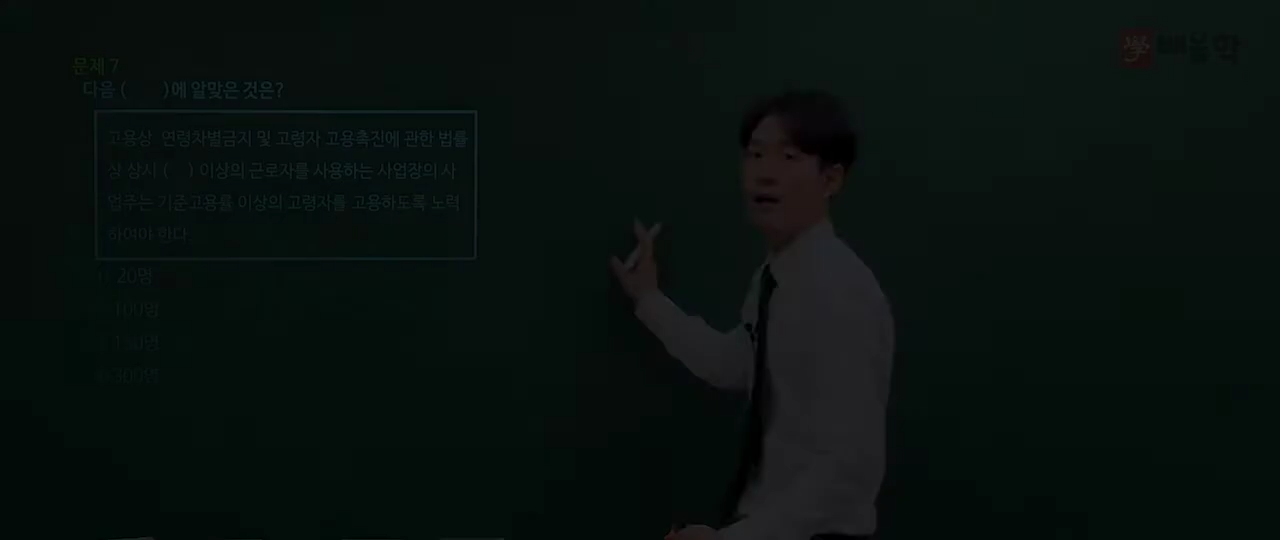 學 배울학
문제 7
다음 (      )에 알맞은 것은?
고용상 연령차별금지 및 고령자 고용촉진에 관한 법률
상 상시 (   ) 이상의 근로자를 사용하는 사업장의 사
업주는 기준고용률 이상의 고령자를 고용하도록 노력
하여야 한다
20명
100명
150명
300명